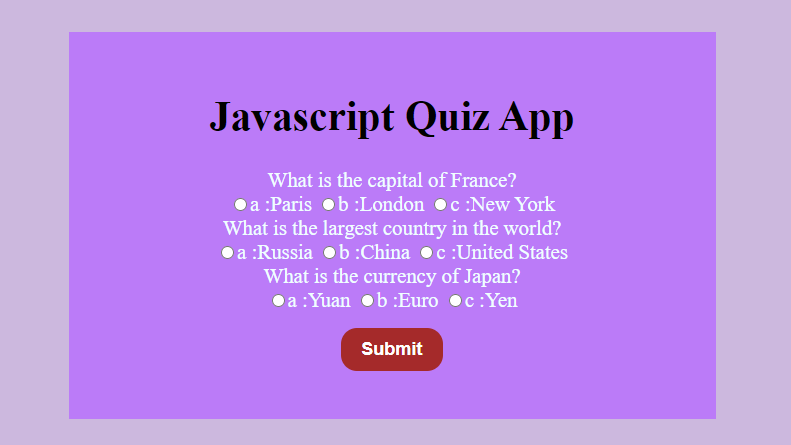 Javascript Quiz App
What is the capital of France?
a :Paris b :London c :New York
What is the largest country in the world?
a :Russia b :China c :United States
What is the currency of Japan?
a :Yuan b :Euro c :Yen
Submit